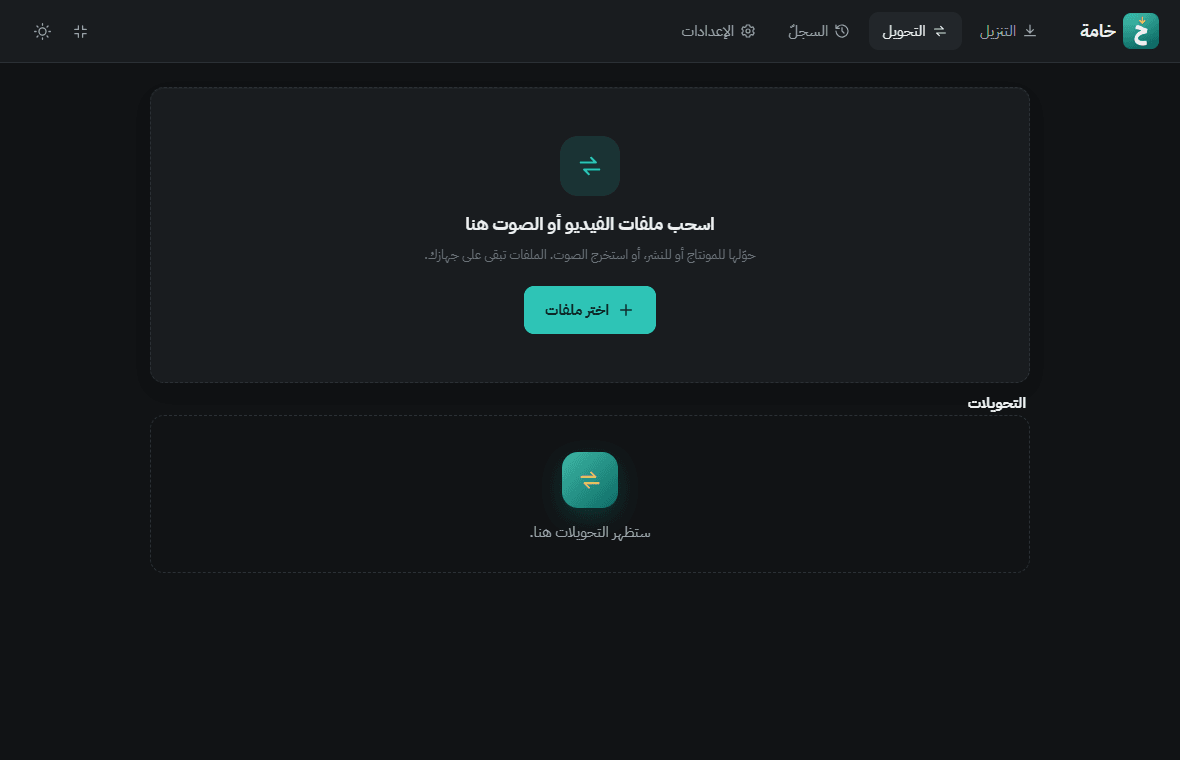 خ خامة
التنزيل
التحويل
السجلّ
الإعدادات
اسحب ملفات الفيديو أو الصوت هنا
حوّلها للمونتاج أو للنشر، أو استخرج الصوت. الملفات تبقى على جهازك.
اختر ملفات
التحويلات
ستظهر التحويلات هنا.